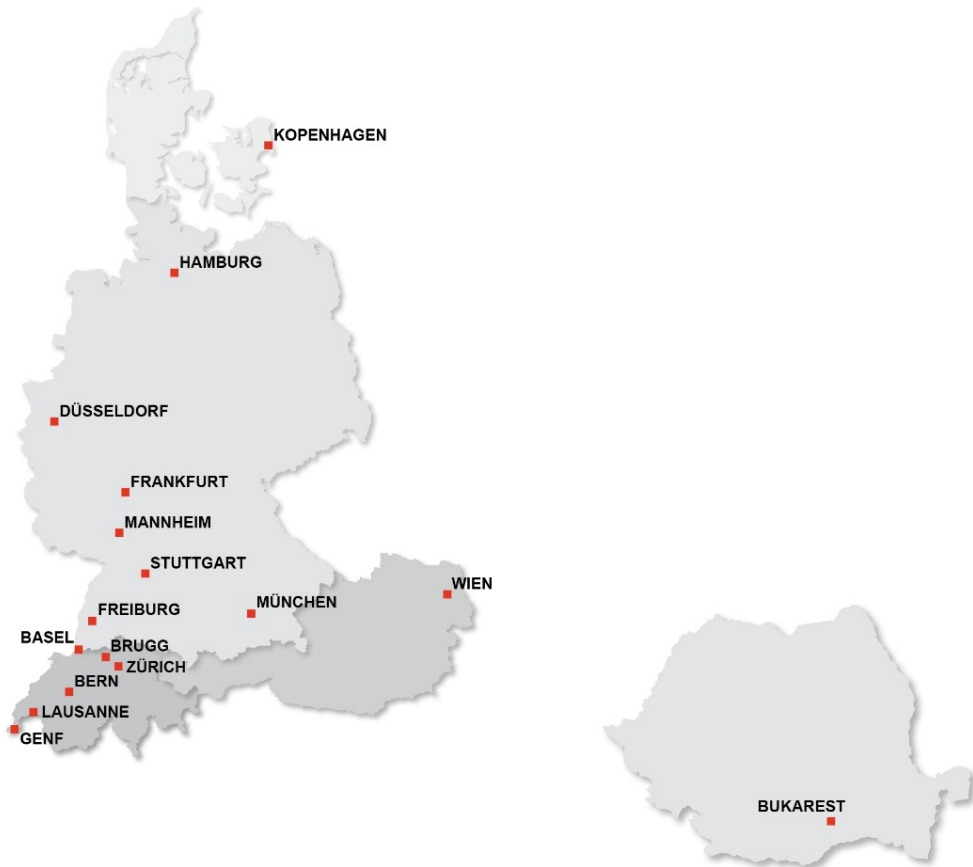 KOPENHAGEN
HAMBURG
DÜSSELDORF
FRANKFURT
MANNHEIM
STUTTGART
WIEN
MÜNCHEN
FREIBURG
BASEL
BRUGG
ZÜRICH
BERN
LAUSANNE
GENF
BUKAREST